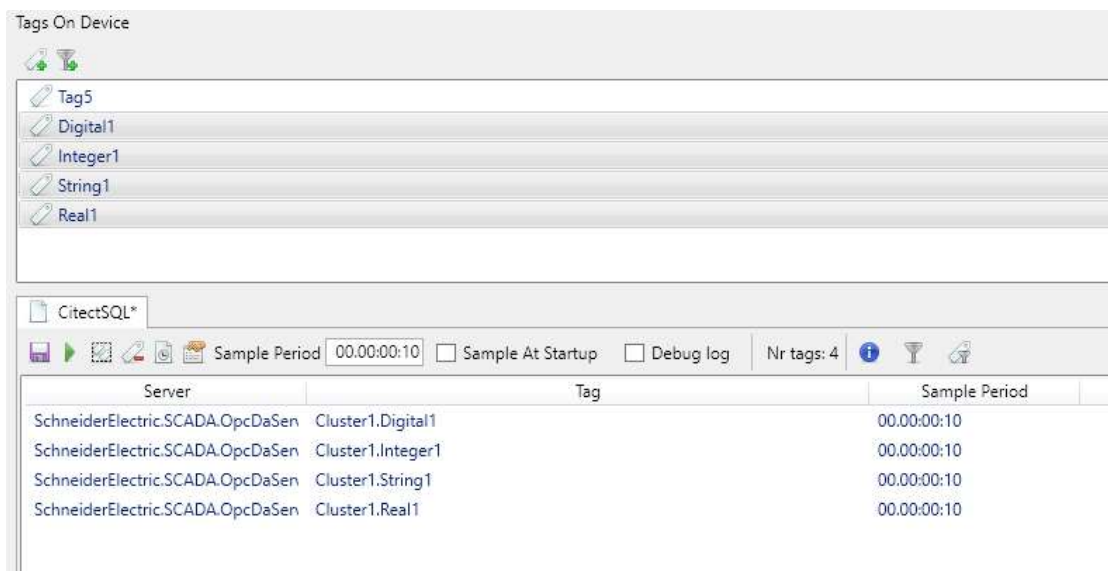 Tags On Device
Tag5
Digital1
Integer1
String1
Real1
CitectSQL*
Sample Period 00.00:00:10 Sample At Startup Debug log Nr tags: 4
Server Tag Sample Period
SchneiderElectric.SCADA.OpcDaSen Cluster1.Digital1 00.00:00:10
SchneiderElectric.SCADA.OpcDaSen Cluster1.Integer1 00.00:00:10
SchneiderElectric.SCADA.OpcDaSen Cluster1.String1 00.00:00:10
SchneiderElectric.SCADA.OpcDaSen Cluster1.Real1 00.00:00:10